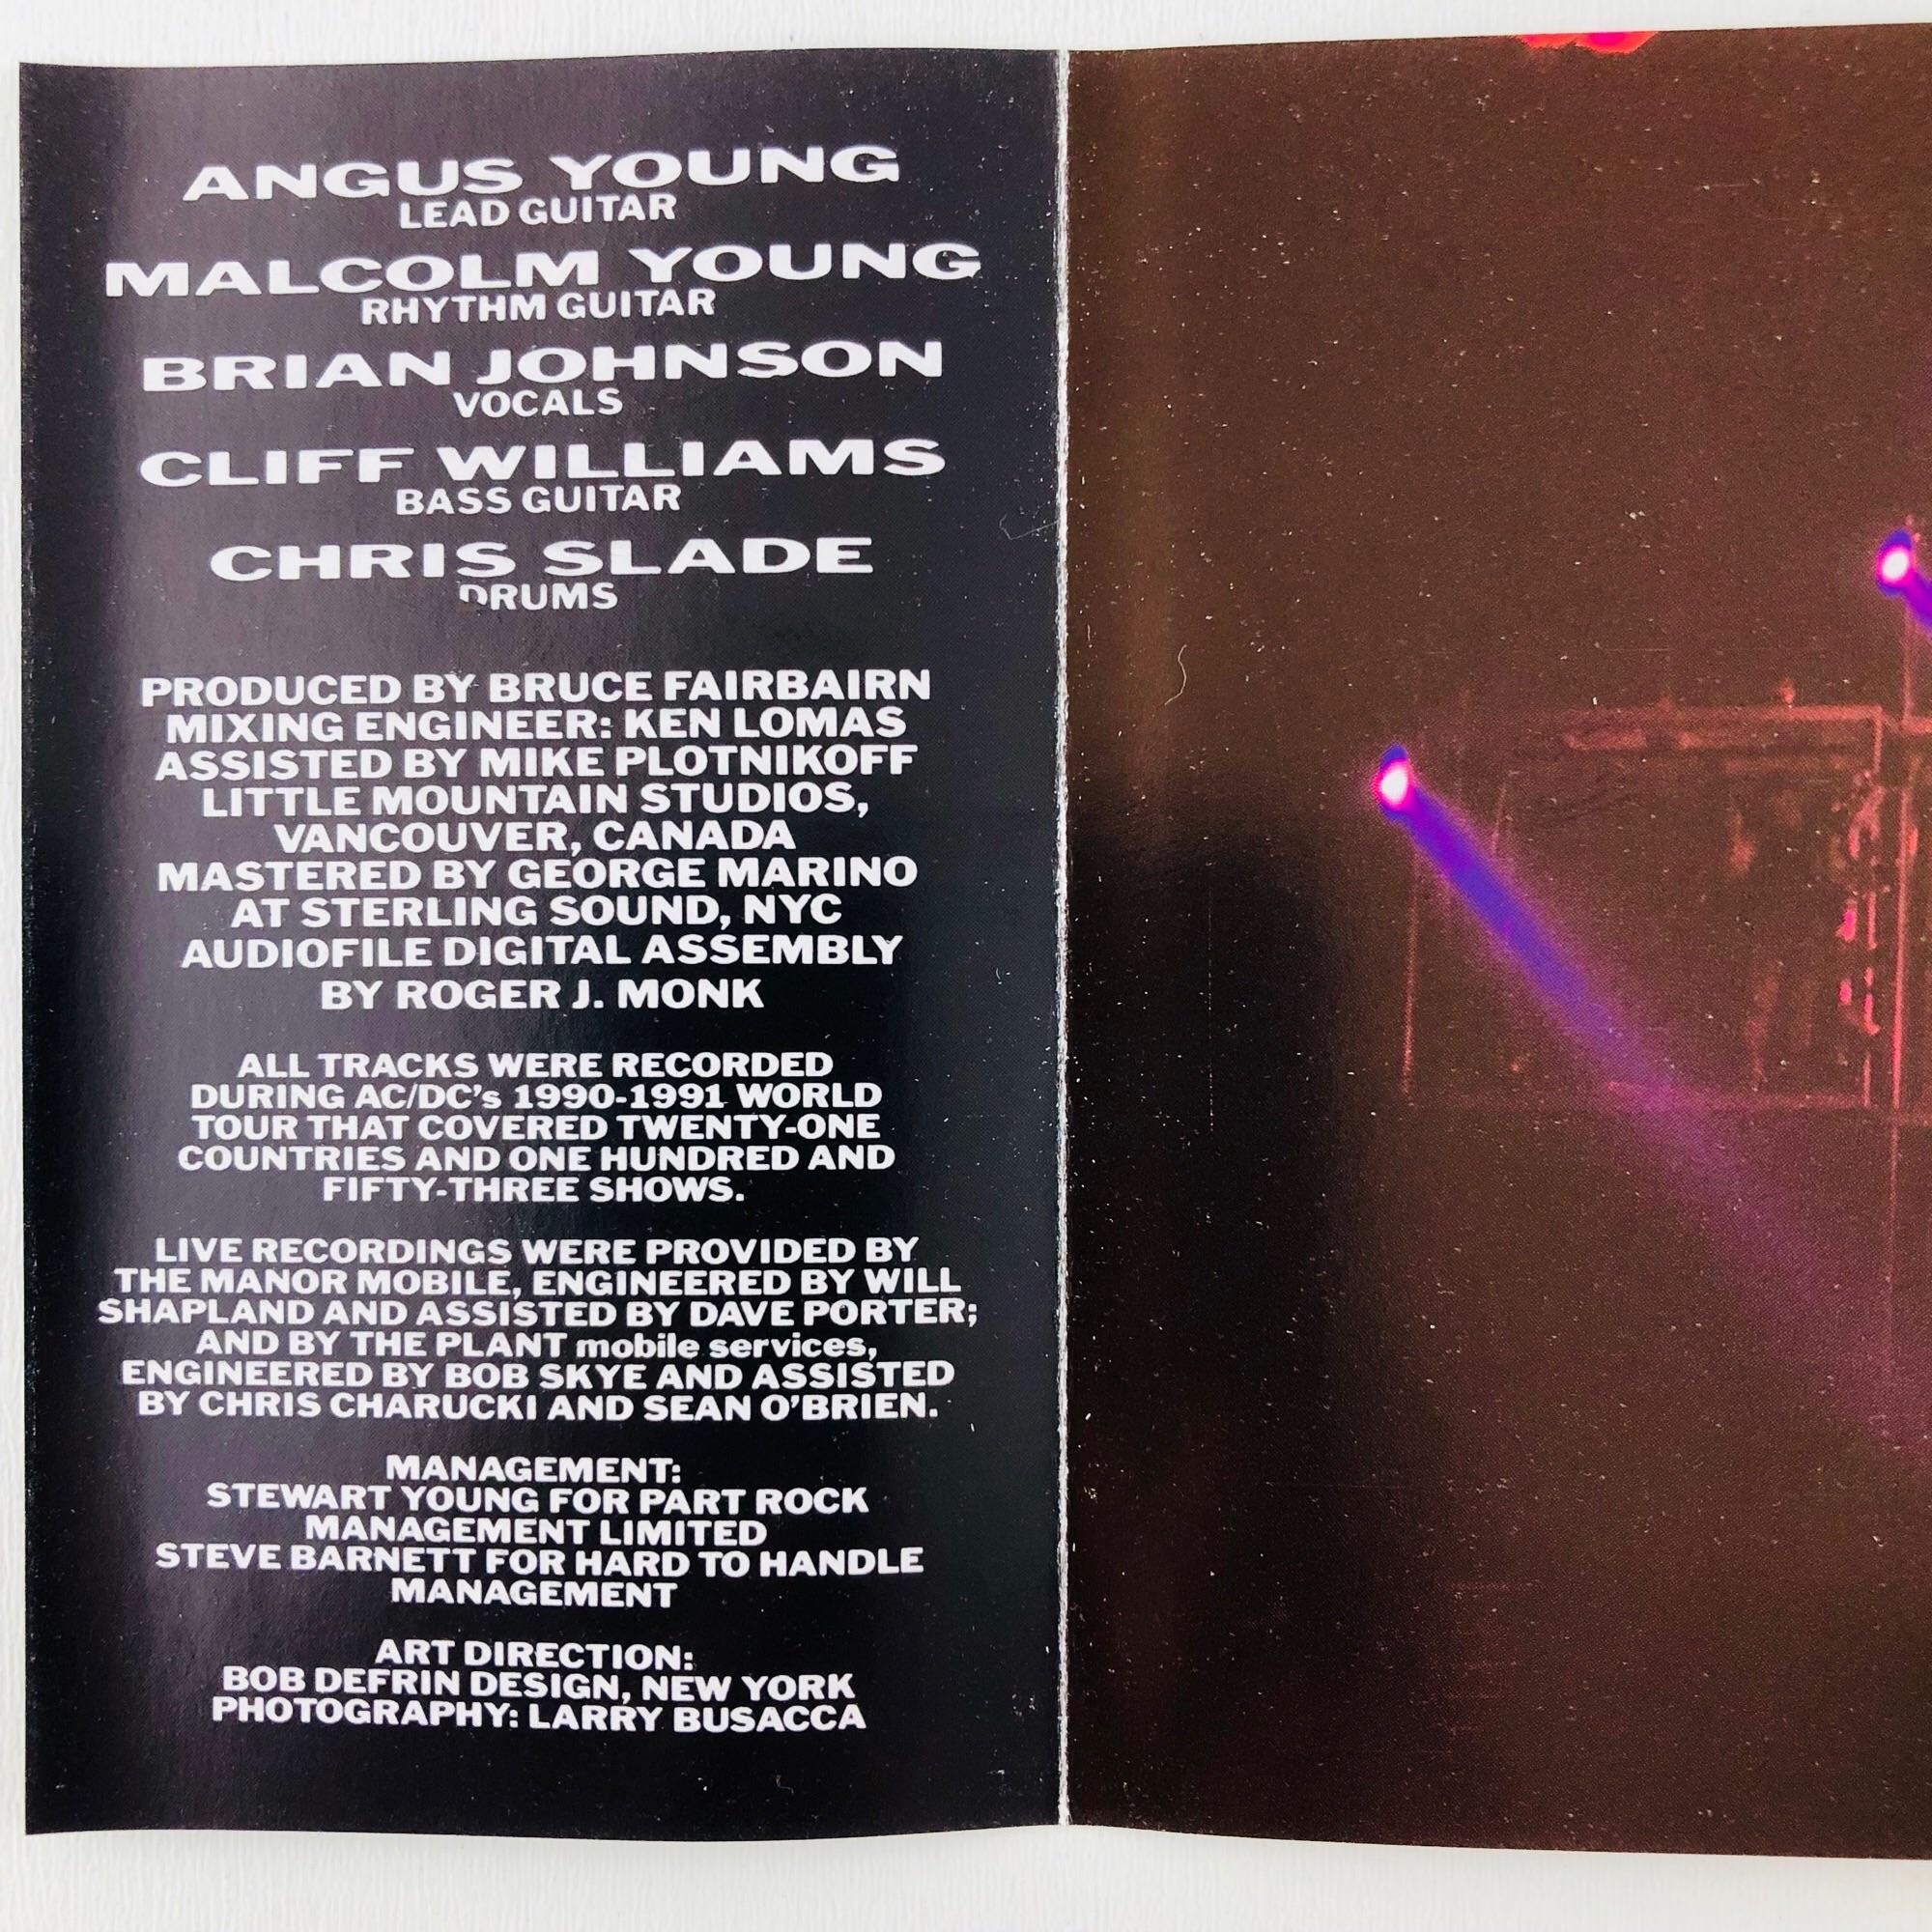 ANGUS YOUNG
LEAD GUITAR
MALCOLM YOUNG
RHYTHM GUITAR
BRIAN JOHNSON
VOCALS
CLIFF WILLIAMS
BASS GUITAR
CHRIS SLADE
DRUMS
PRODUCED BY BRUCE FAIRBAIRN
MIXING ENGINEER: KEN LOMAS
ASSISTED BY MIKE PLOTNIKOFF
LITTLE MOUNTAIN STUDIOS,
VANCOUVER, CANADA
MASTERED BY GEORGE MARINO
AT STERLING SOUND, NYC
AUDIOFILE DIGITAL ASSEMBLY
BY ROGER J. MONK
ALL TRACKS WERE RECORDED
DURING AC/DC's 1990-1991 WORLD
TOUR THAT COVERED TWENTY-ONE
COUNTRIES AND ONE HUNDRED AND
FIFTY-THREE SHOWS.
LIVE RECORDINGS WERE PROVIDED BY
THE MANOR MOBILE, ENGINEERED BY WILL
SHAPLAND AND ASSISTED BY DAVE PORTER;
AND BY THE PLANT mobile services,
ENGINEERED BY BOB SKYE AND ASSISTED
BY CHRIS CHARUCKI AND SEAN O'BRIEN.
MANAGEMENT:
STEWART YOUNG FOR PART ROCK
MANAGEMENT LIMITED
STEVE BARNETT FOR HARD TO HANDLE
MANAGEMENT
ART DIRECTION:
BOB DEFRIN DESIGN, NEW YORK
PHOTOGRAPHY: LARRY BUSACCA